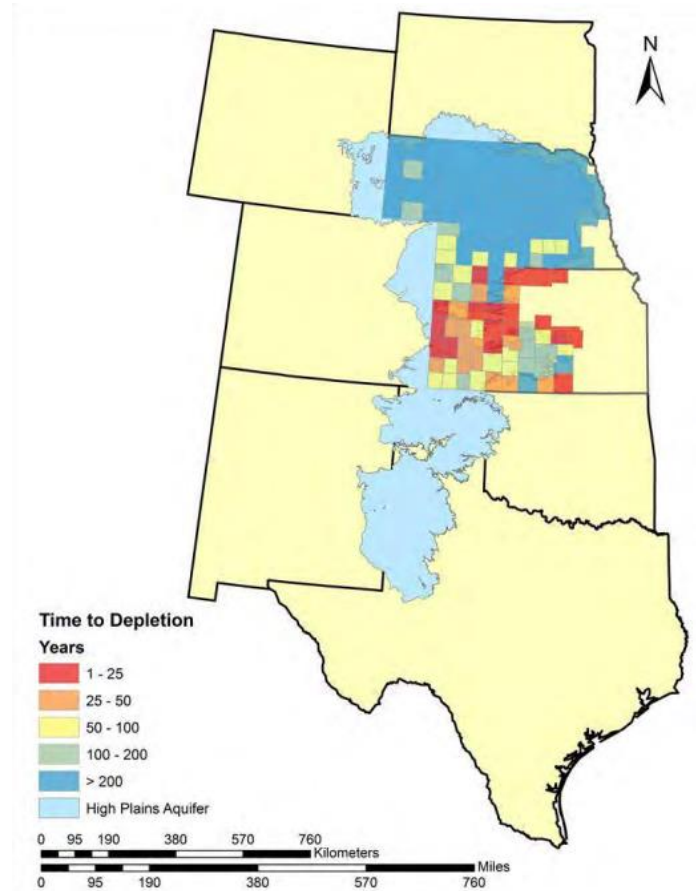 N
Time to Depletion
Years
1 - 25
25 - 50
50 - 100
100 - 200
> 200
High Plains Aquifer
0 95 190 380 570 760
Kilometers
Miles
0 95 190 380 570 760